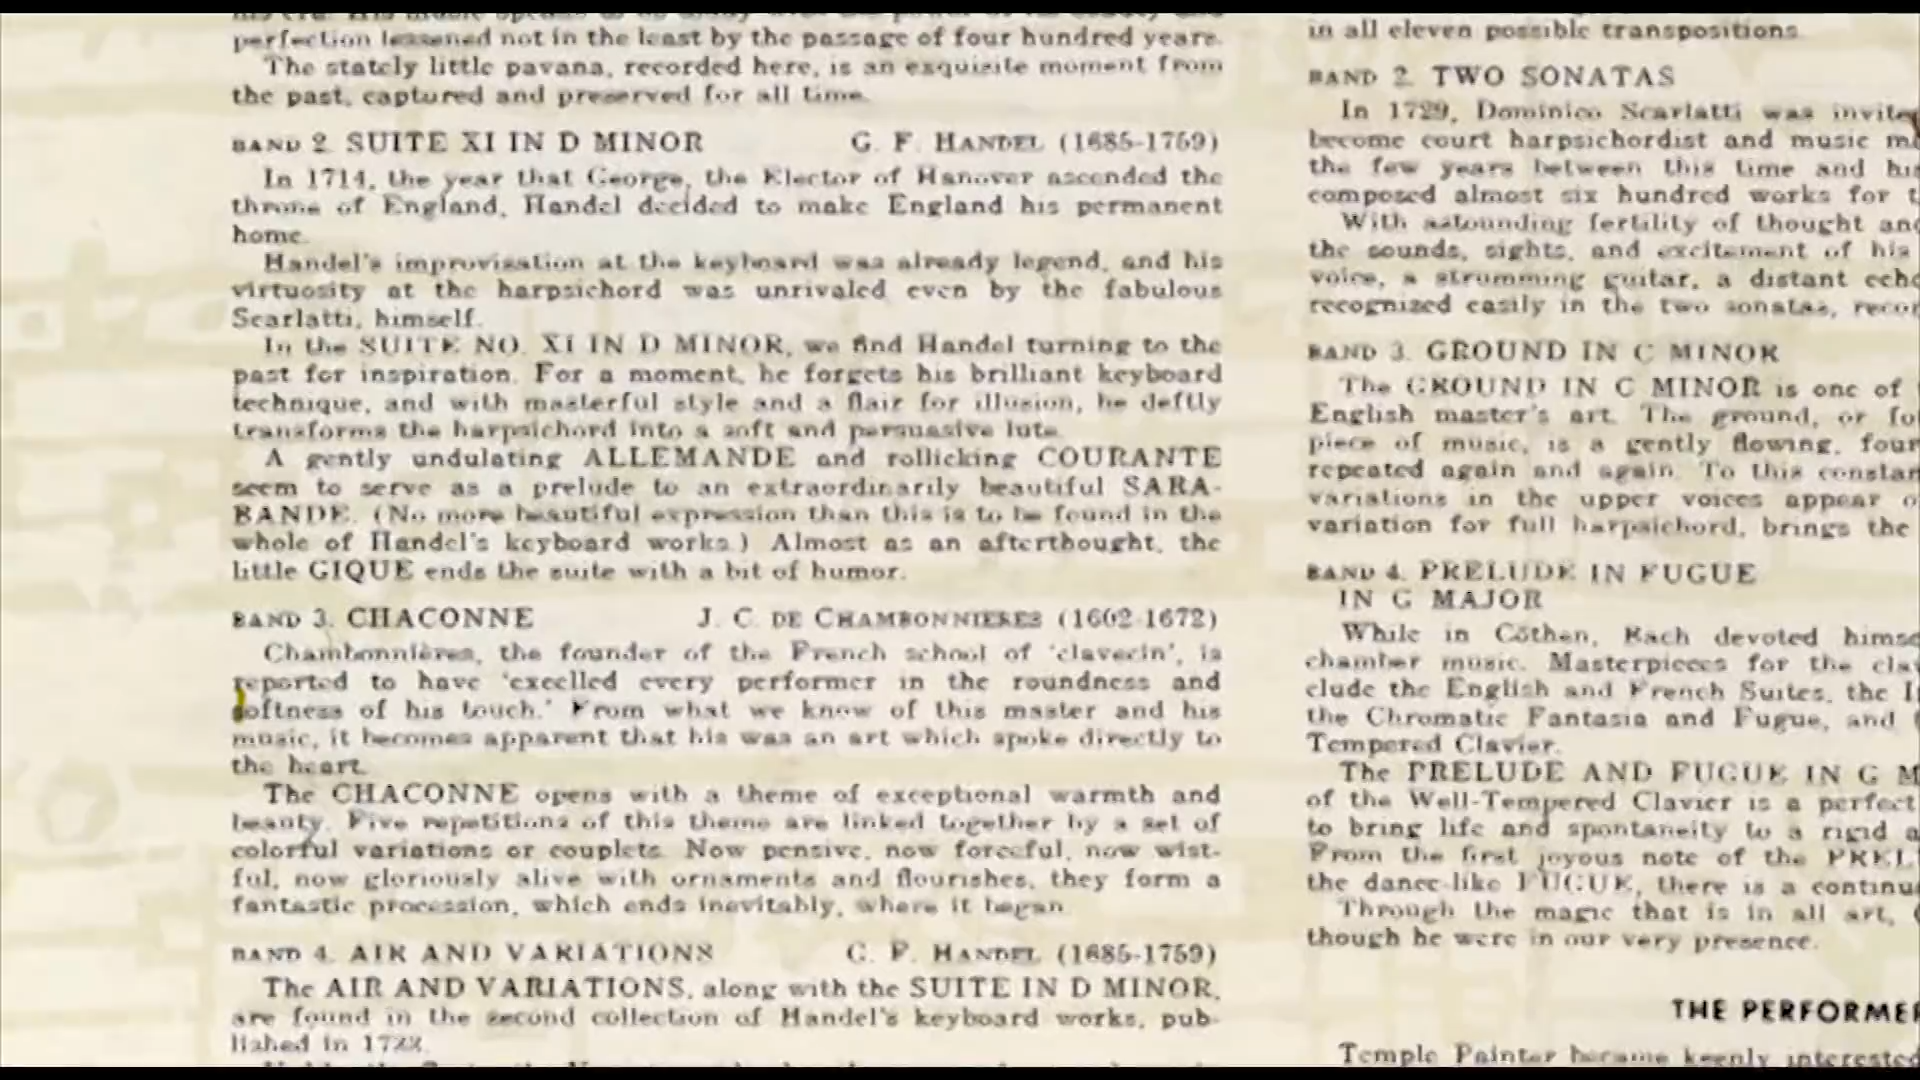 perfection lessened not in the least by the passage of four hundred years.
The stately little pavana, recorded here, is an exquisite moment from
the past, captured and preserved for all time.
BAND 2. SUITE XI IN D MINOR G. F. HANDEL (1685-1759)
In 1714, the year that George, the Elector of Hanover ascended the
throne of England, Handel decided to make England his permanent
home.
Handel's improvisation at the keyboard was already legend, and his
virtuosity at the harpsichord was unrivaled even by the fabulous
Scarlatti, himself.
In the SUITE NO. XI IN D MINOR, we find Handel turning to the
past for inspiration. For a moment, he forgets his brilliant keyboard
technique, and with masterful style and a flair for illusion, he deftly
transforms the harpsichord into a soft and persuasive lute.
A gently undulating ALLEMANDE and rollicking COURANTE
seem to serve as a prelude to an extraordinarily beautiful SARA-
BANDE. (No more beautiful expression than this is to be found in the
whole of Handel's keyboard works.) Almost as an afterthought, the
little GIQUE ends the suite with a bit of humor.
BAND 3. CHACONNE J. C. DE CHAMBONNIERES (1602-1672)
Chambonnières, the founder of the French school of 'clavecin', is
reported to have 'excelled every performer in the roundness and
softness of his touch.' From what we know of this master and his
music, it becomes apparent that his was an art which spoke directly to
the heart.
The CHACONNE opens with a theme of exceptional warmth and
beauty. Five repetitions of this theme are linked together by a set of
colorful variations or couplets. Now pensive, now forceful, now wist-
ful, now gloriously alive with ornaments and flourishes, they form a
fantastic procession, which ends inevitably, where it began.
BAND 4. AIR AND VARIATIONS G. F. HANDEL (1685-1759)
The AIR AND VARIATIONS, along with the SUITE IN D MINOR,
are found in the second collection of Handel's keyboard works, pub-
lished in 1733.
in all eleven possible transpositions.
BAND 2. TWO SONATAS
In 1729, Dominico Scarlatti was invited
become court harpsichordist and music
the few years between this time and his
composed almost six hundred works for
With astounding fertility of thought and
the sounds, sights, and excitement of his
voice, a strumming guitar, a distant echo
recognized easily in the two sonatas,
BAND 3. GROUND IN C MINOR
The GROUND IN C MINOR is one of
English master's art. The ground, or
piece of music, is a gently flowing, four
repeated again and again. To this constant
variations in the upper voices appear
variation for full harpsichord, brings the
BAND 4. PRELUDE IN FUGUE
IN G MAJOR
While in Cöthen, Bach devoted
chamber music. Masterpieces for the
clude the English and French Suites, the
the Chromatic Fantasia and Fugue, and
Tempered Clavier.
The PRELUDE AND FUGUE IN G
of the Well-Tempered Clavier is a perfect
to bring life and spontaneity to a rigid
From the first joyous note of the
the dance-like FUGUE, there is a
Through the magic that is in all art,
though he were in our very presence.
THE PERFORMER
Temple Painter became keenly interested